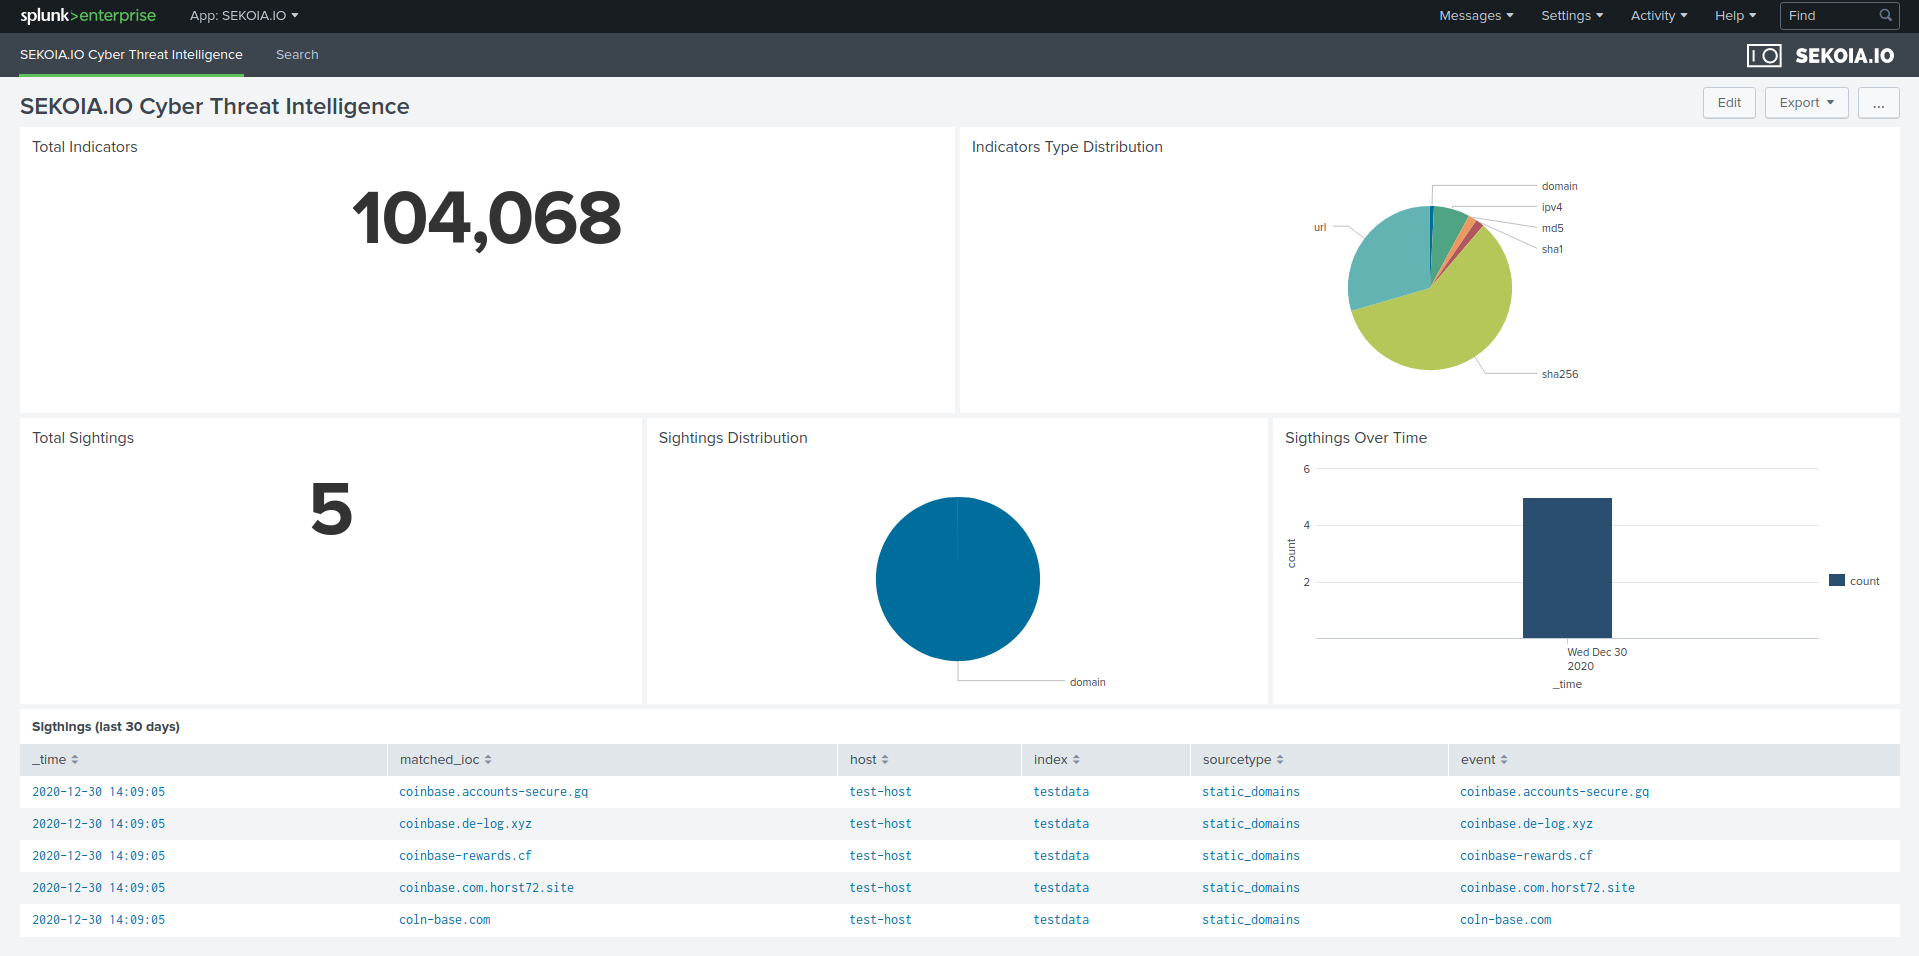 splunk>enterprise App: SEKOIA.IO Messages Settings Activity Help Find
SEKOIA.IO Cyber Threat Intelligence Search IO SEKOIA.IO
SEKOIA.IO Cyber Threat Intelligence Edit Export ...
Total Indicators
104,068
Indicators Type Distribution
domain
ipv4
md5
sha1
url
sha256
Total Sightings
5
Sightings Distribution
domain
Sigthings Over Time
6
4
2
count
count
Wed Dec 30
2020
_time
Sigthings (last 30 days)
_time matched_ioc host index sourcetype event
2020-12-30 14:09:05 coinbase.accounts-secure.gq test-host testdata static_domains coinbase.accounts-secure.gq
2020-12-30 14:09:05 coinbase.de-log.xyz test-host testdata static_domains coinbase.de-log.xyz
2020-12-30 14:09:05 coinbase-rewards.cf test-host testdata static_domains coinbase-rewards.cf
2020-12-30 14:09:05 coinbase.com.horst72.site test-host testdata static_domains coinbase.com.horst72.site
2020-12-30 14:09:05 coln-base.com test-host testdata static_domains coln-base.com